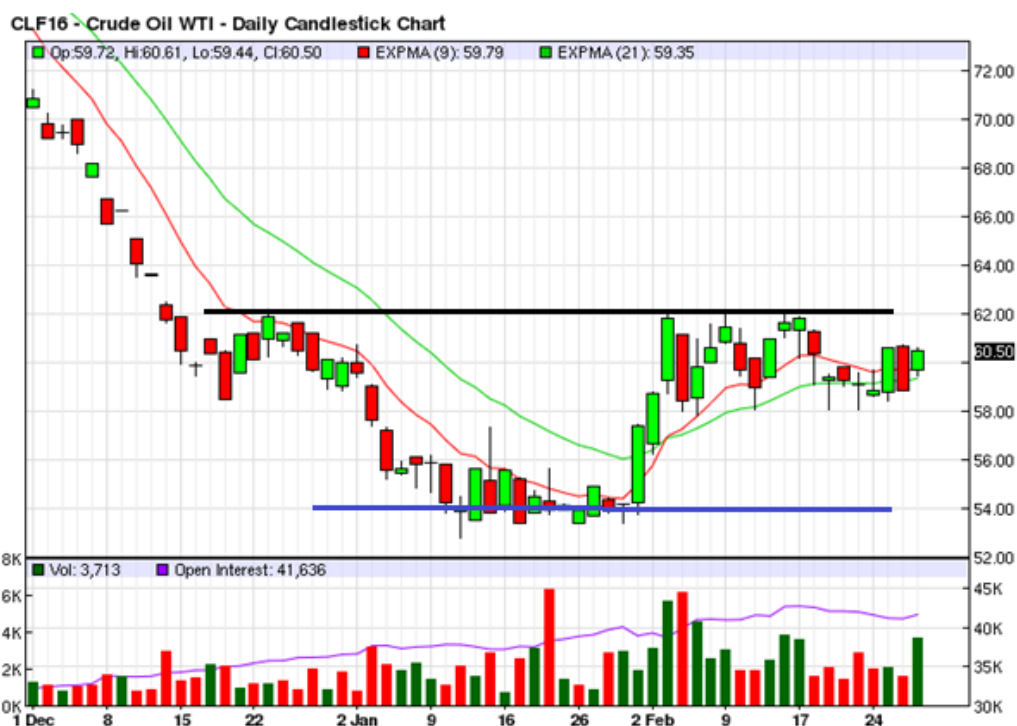 CLF16 - Crude Oil WTI - Daily Candlestick Chart
Op:59.72, Hi:60.61, Lo:59.44, Cl:60.50 EXPMA (9): 59.79 EXPMA (21): 59.35
72.00
70.00
68.00
66.00
64.00
62.00
60.50
58.00
56.00
54.00
52.00
8K
Vol: 3,713 Open Interest: 41,636
45K
6K
4K
40K
2K
35K
0K
30K
1 Dec 8 15 22 2 Jan 9 16 26 2 Feb 9 17 24